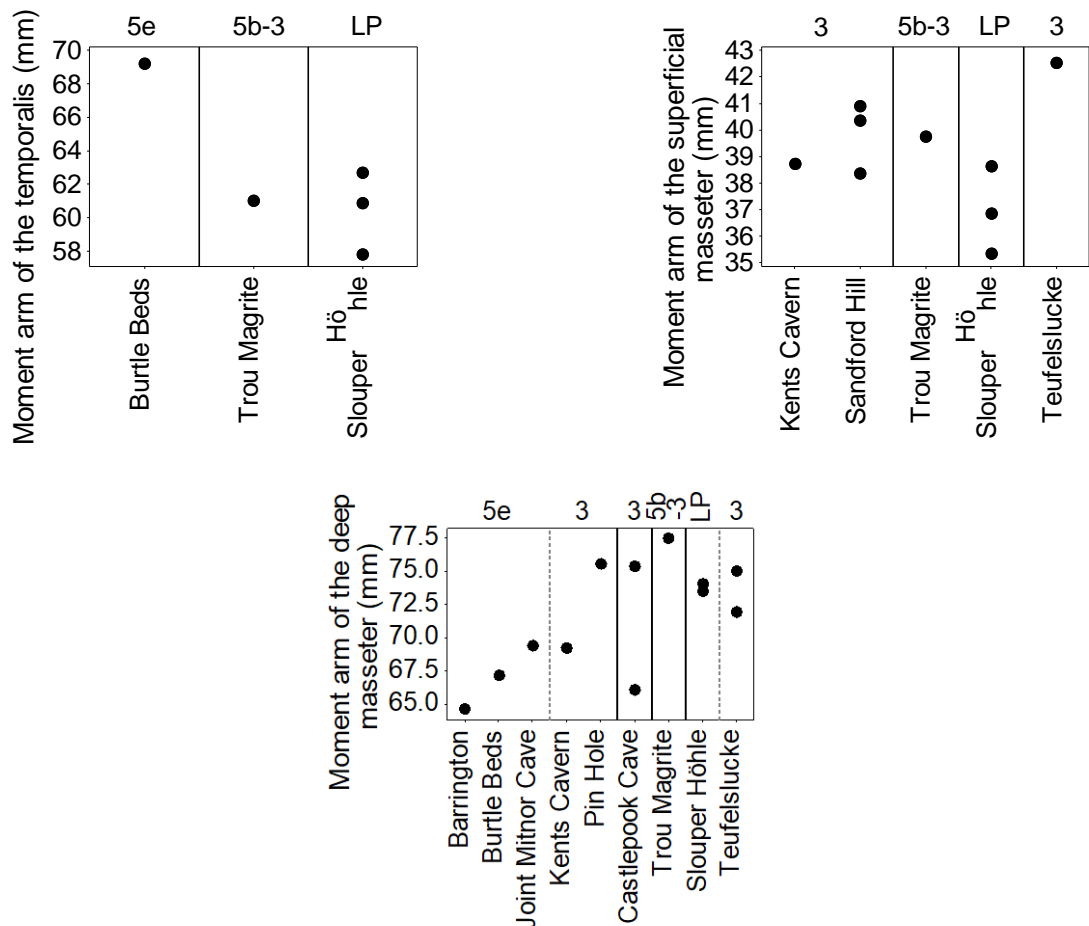 5e 5b-3 LP
Moment arm of the temporalis (mm)
70
68
66
64
62
60
58
Burtle Beds
Trou Magrite
Slouper Höhle
3 5b-3 LP 3
Moment arm of the superficial
masseter (mm)
43
42
41
40
39
38
37
36
35
Kents Cavern
Sandford Hill
Trou Magrite
Slouper Höhle
Teufelslucke
5e 3 3 5b-3 LP 3
Moment arm of the deep
masseter (mm)
77.5
75.0
72.5
70.0
67.5
65.0
Barrington
Burtle Beds
Joint Mitnor Cave
Kents Cavern
Pin Hole
Castlepook Cave
Trou Magrite
Slouper Höhle
Teufelslucke